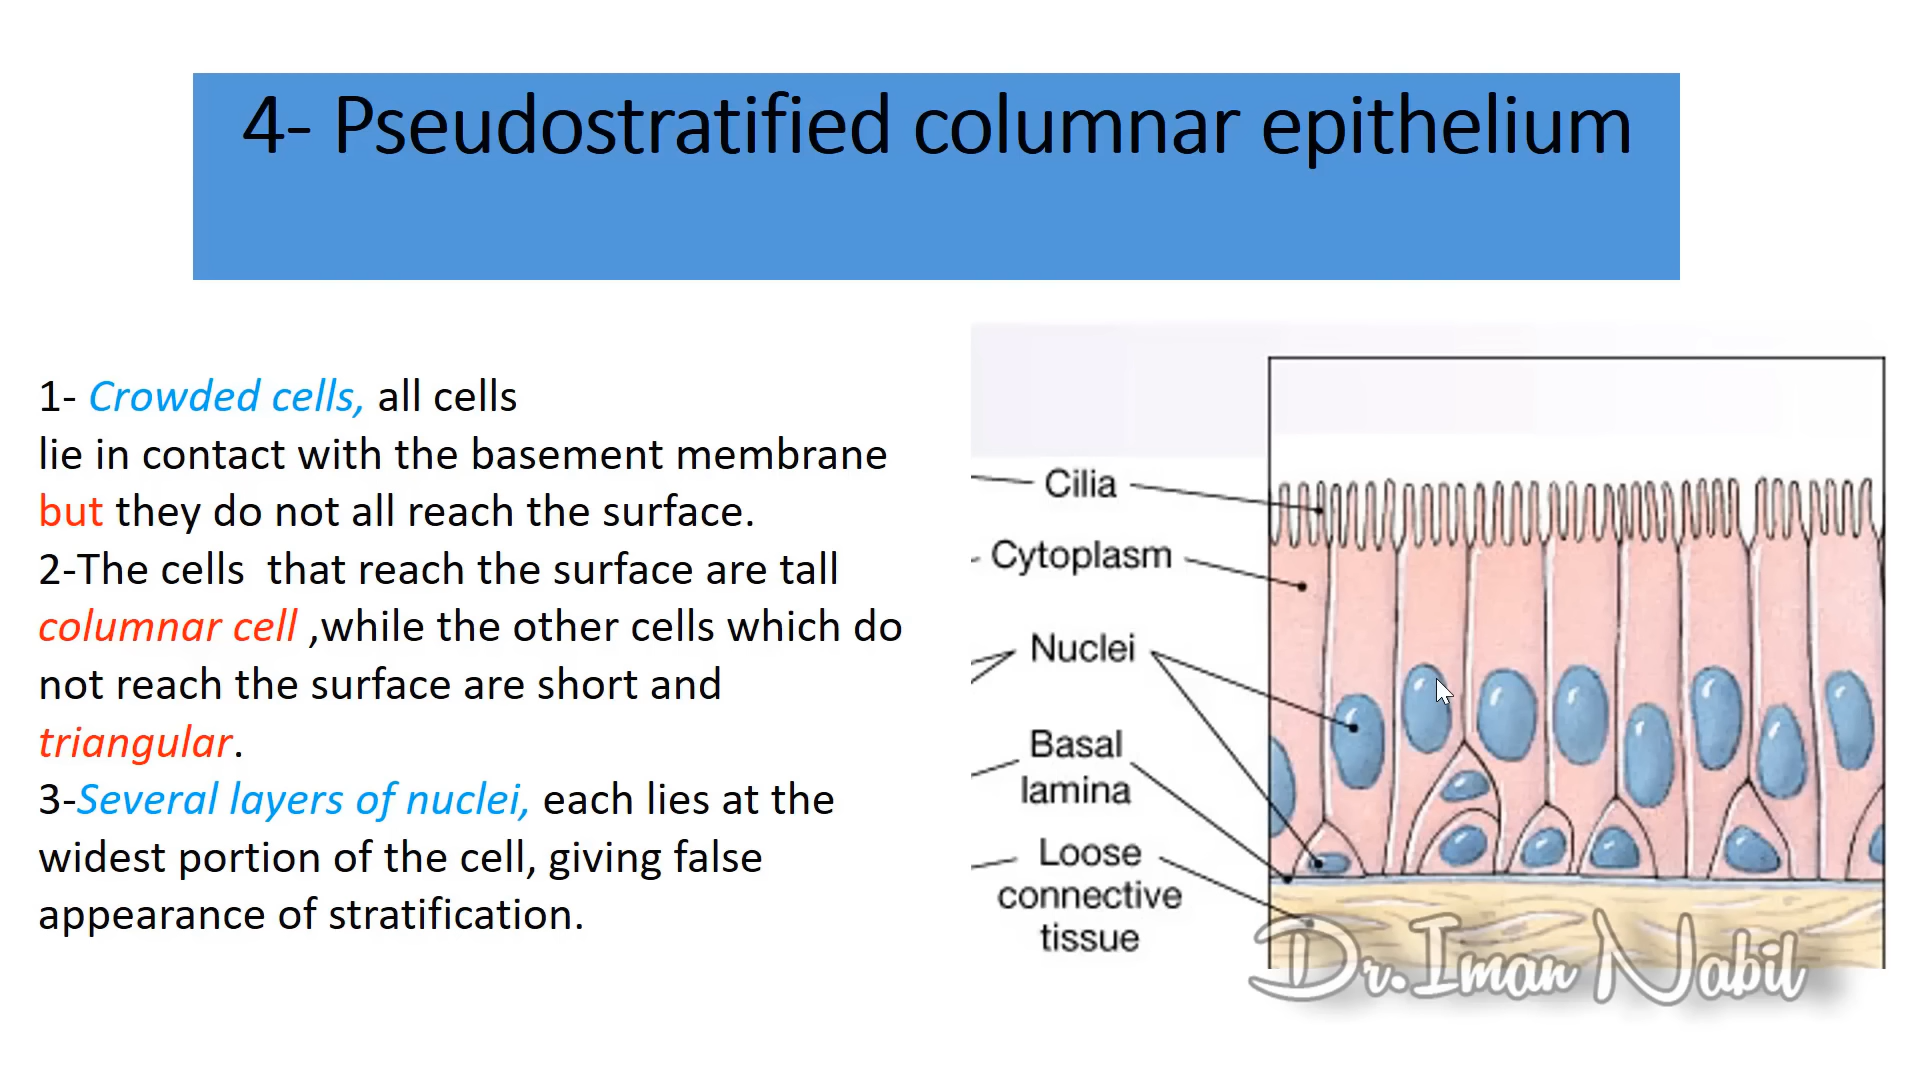 4- Pseudostratified columnar epithelium
1- Crowded cells, all cells
lie in contact with the basement membrane
but they do not all reach the surface.
2-The cells  that reach the surface are tall
columnar cell ,while the other cells which do
not reach the surface are short and
triangular.
3-Several layers of nuclei, each lies at the
widest portion of the cell, giving false
appearance of stratification.
Cilia
Cytoplasm
Nuclei
Basal
lamina
Loose
connective
tissue
Dr.Iman Nabil